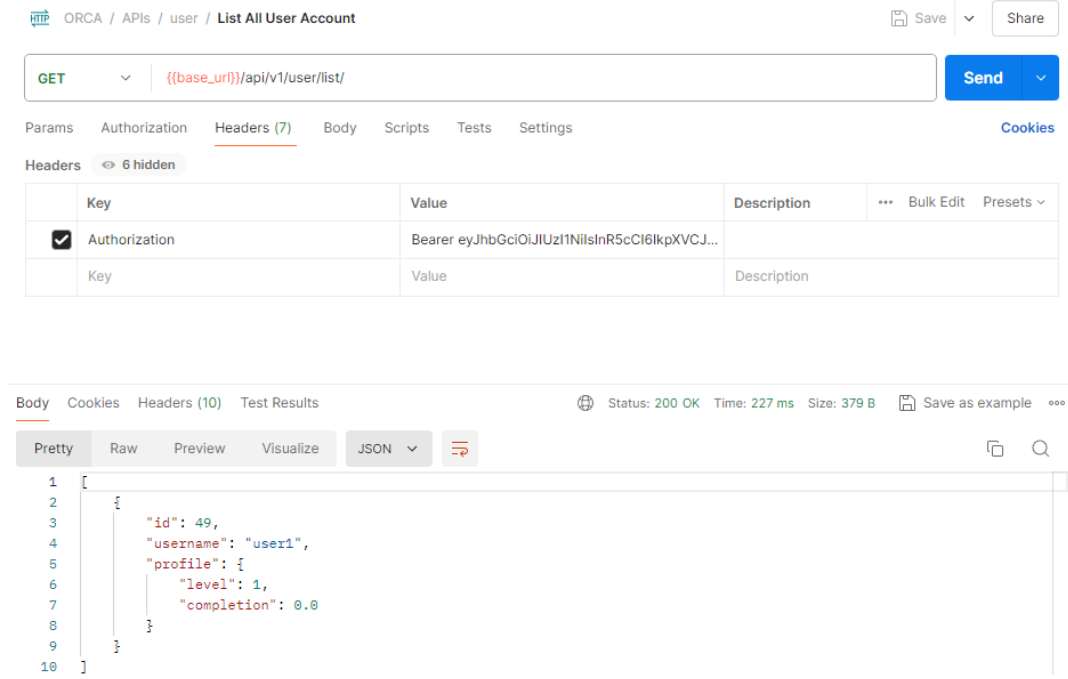 HTTP ORCA / APIs / user / List All User Account Save Share
GET {{base_url}}/api/v1/user/list/ Send
Params Authorization Headers (7) Body Scripts Tests Settings Cookies
Headers 6 hidden
Key Value Description ••• Bulk Edit Presets
Authorization Bearer eyJhbGciOiJIUzI1NiIsInR5cCI6IkpXVCJ...
Key Value Description
Body Cookies Headers (10) Test Results Status: 200 OK Time: 227 ms Size: 379 B Save as example
Pretty Raw Preview Visualize JSON
1 [
2 {
3 "id": 49,
4 "username": "user1",
5 "profile": {
6 "level": 1,
7 "completion": 0.0
8 }
9 }
10 ]